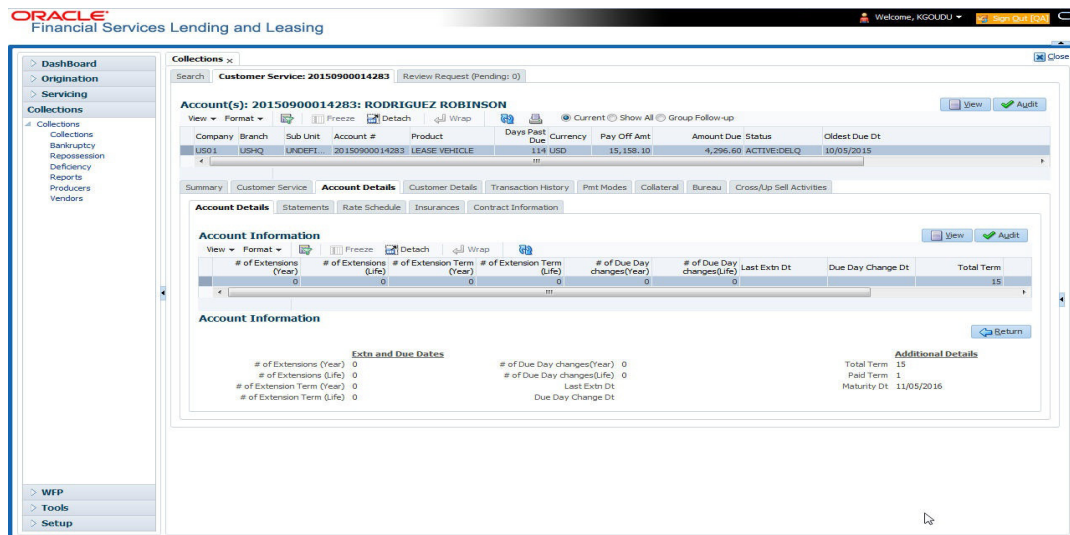 ORACLE
Financial Services Lending and Leasing
Welcome, KGOUDU
Sign Out [QA]
Close
DashBoard
Origination
Servicing
Collections
Collections
Collections
Bankruptcy
Repossession
Deficiency
Reports
Producers
Vendors
WFP
Tools
Setup
Collections x
Search Customer Service: 20150900014283 Review Request (Pending: 0)
Account(s): 20150900014283: RODRIGUEZ ROBINSON
View Audit
View Format Freeze Detach Wrap Current Show All Group Follow-up
Company Branch Sub Unit Account # Product Days Past Due Currency Pay Off Amt Amount Due Status Oldest Due Dt
US01 USHQ UNDEFI... 20150900014283 LEASE VEHICLE 114 USD 15,158.10 4,296.60 ACTIVE:DELQ 10/05/2015
Summary Customer Service Account Details Customer Details Transaction History Pmt Modes Collateral Bureau Cross/Up Sell Activities
Account Details Statements Rate Schedule Insurances Contract Information
Account Information
View Audit
View Format Freeze Detach Wrap
# of Extensions (Year) # of Extensions (Life) # of Extension Term (Year) # of Extension Term (Life) # of Due Day changes(Year) # of Due Day changes(Life) Last Extn Dt Due Day Change Dt Total Term
0 0 0 0 0 0 15
Account Information
Return
Extn and Due Dates Additional Details
# of Extensions (Year) 0 # of Due Day changes(Year) 0 Total Term 15
# of Extensions (Life) 0 # of Due Day changes(Life) 0 Paid Term 1
# of Extension Term (Year) 0 Last Extn Dt Maturity Dt 11/05/2016
# of Extension Term (Life) 0 Due Day Change Dt